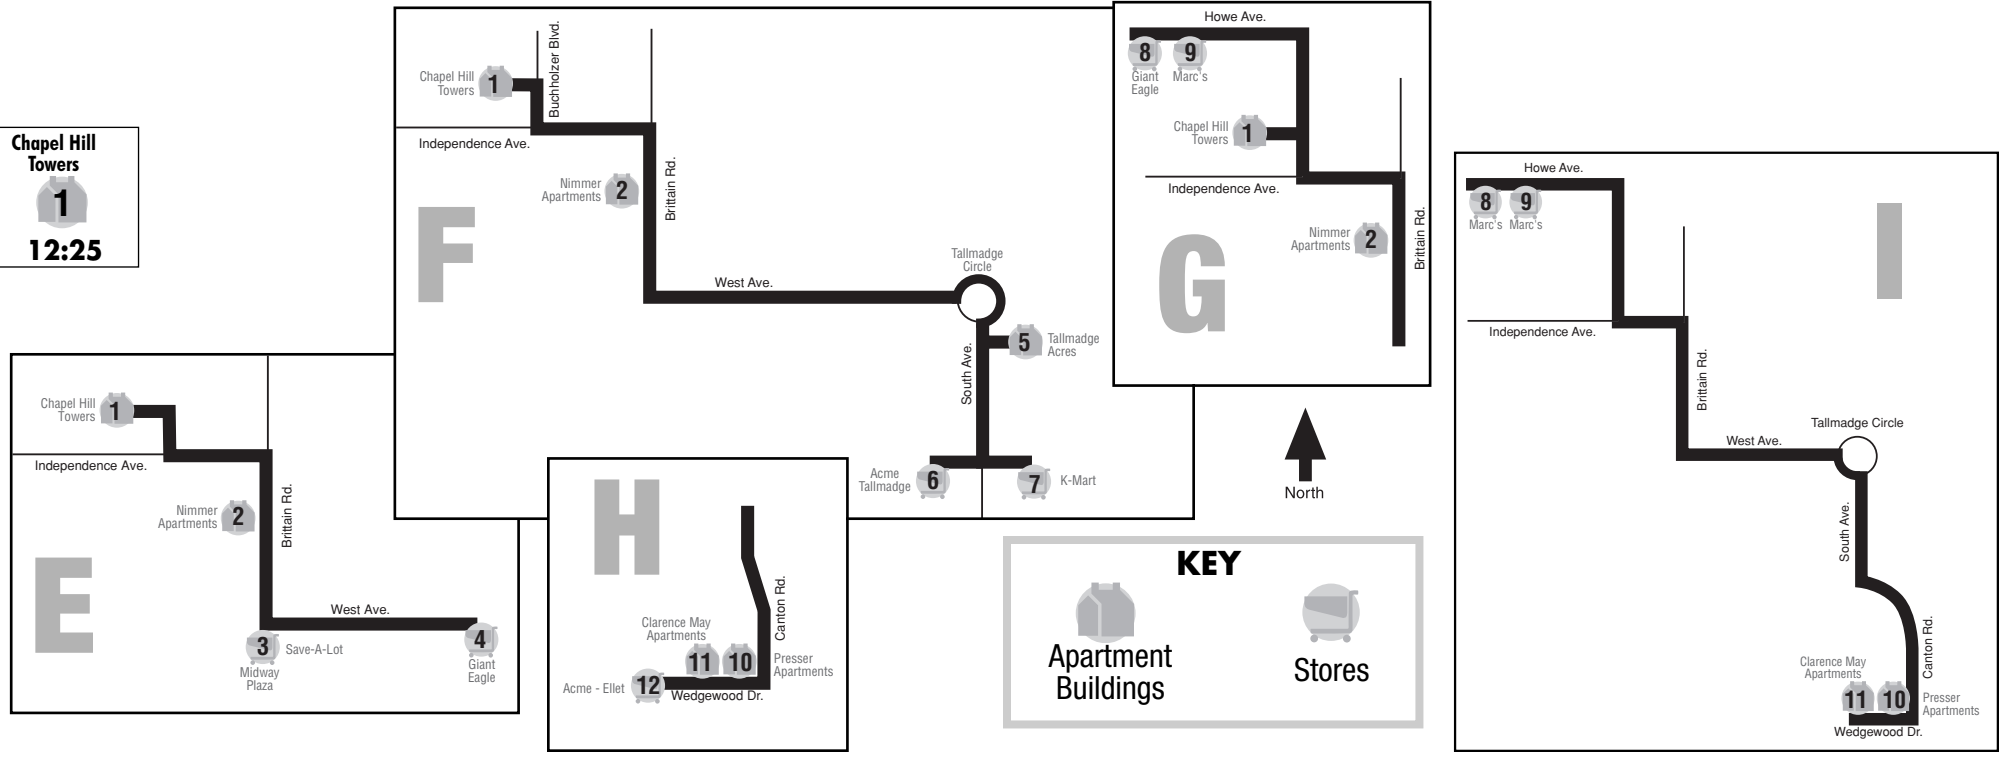 Chapel Hill
Towers
1
12:25
Chapel Hill
Towers
1
Independence Ave.
Nimmer
Apartments
2
Brittain Rd.
E
West Ave.
3
Save-A-Lot
Midway
Plaza
4
Giant
Eagle
Chapel Hill
Towers
1
Buchholzer Blvd.
Independence Ave.
Nimmer
Apartments
2
Brittain Rd.
F
West Ave.
Tallmadge
Circle
5
Tallmadge
Acres
South Ave.
Acme
Tallmadge
6
7
K-Mart
Howe Ave.
8
9
Giant
Eagle
Marc's
Chapel Hill
Towers
1
Independence Ave.
Nimmer
Apartments
2
Brittain Rd.
G
North
H
Canton Rd.
Clarence May
Apartments
11
10
Presser
Apartments
Acme - Ellet
12
Wedgewood Dr.
KEY
Apartment
Buildings
Stores
Howe Ave.
8
9
Marc's
Marc's
I
Independence Ave.
Brittain Rd.
West Ave.
Tallmadge Circle
South Ave.
Canton Rd.
Clarence May
Apartments
11
10
Presser
Apartments
Wedgewood Dr.